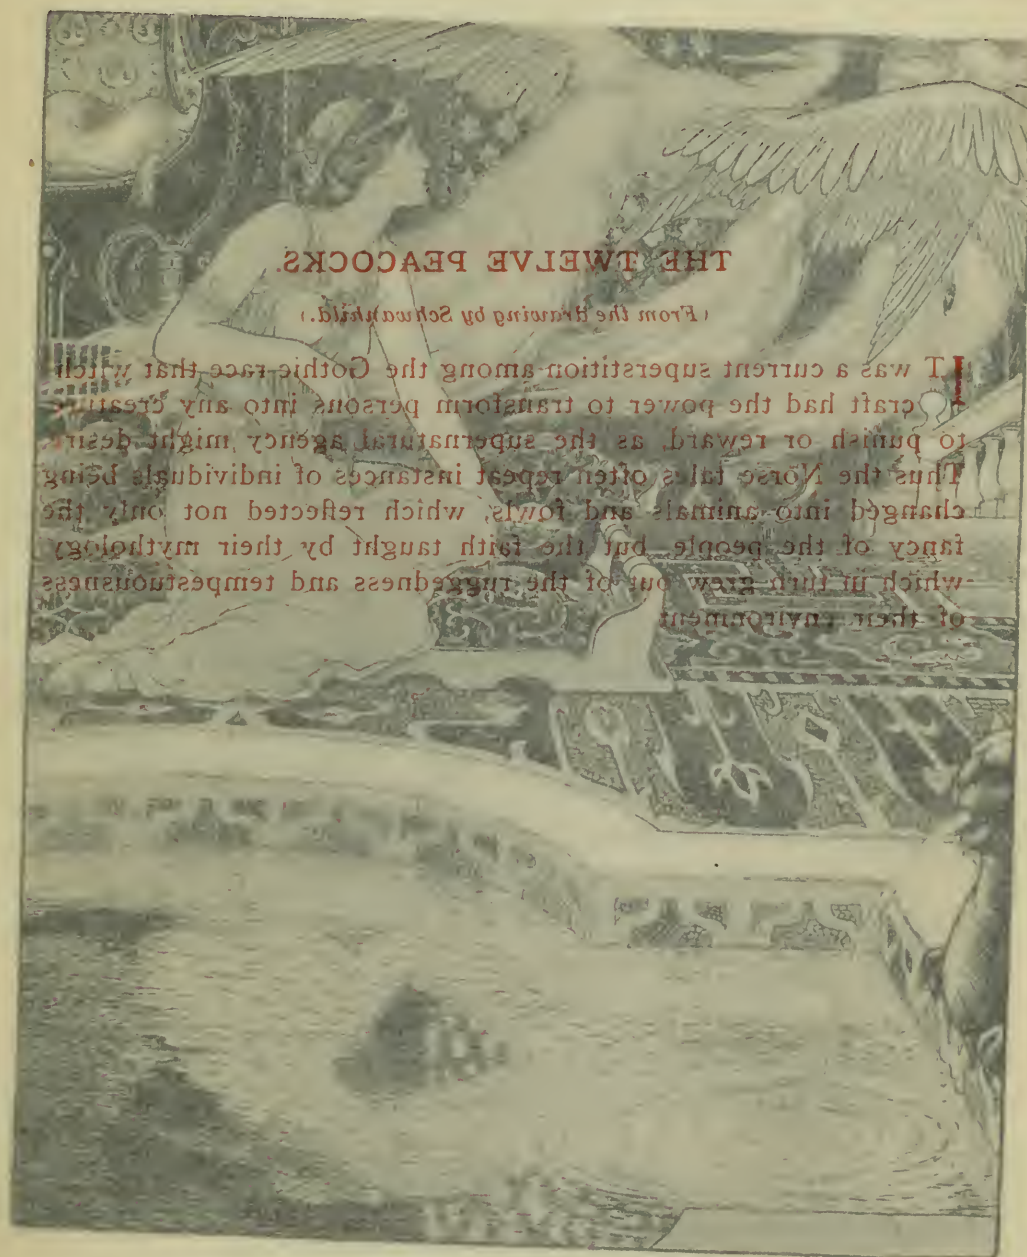 THE TWELVE PEACOCKS.
(From the Drawing by Schwanhild.)
IT was a current superstition among the Gothic race that witch-
craft had the power to transform persons into any creature
to punish or reward, as the supernatural agency might desire.
Thus the Norse tales often repeat instances of individuals being
changed into animals and fowls, which reflected not only the
fancy of the people, but the faith taught by their mythology,
which in turn grew out of the ruggedness and tempestuousness
of their environment